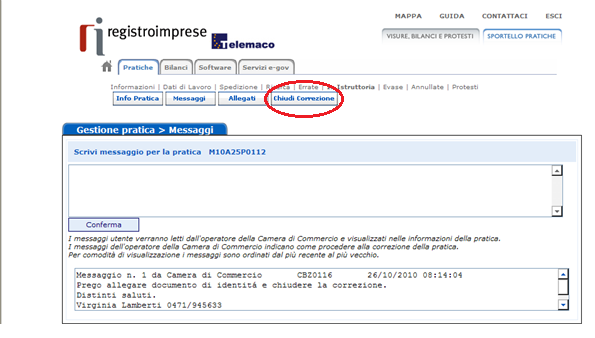 MAPPA GUIDA CONTATTACI ESCI
registroimprese
Telemaco
VISURE, BILANCI E PROTESTI SPORTELLO PRATICHE
Pratiche Bilanci Software Servizi e-gov
Informazioni | Dati di Lavoro | Spedizione | | Errate | Istruttoria | Evase | Annullate | Protesti
Info Pratica Messaggi Allegati Chiudi Correzione
Gestione pratica > Messaggi
Scrivi messaggio per la pratica M10A25P0112
Conferma
I messaggi utente verranno letti dall'operatore della Camera di Commercio e visualizzati nelle informazioni della pratica.
I messaggi dell'operatore della Camera di Commercio indicano come procedere alla correzione della pratica.
Per comodità di visualizzazione i messaggi sono ordinati dal più recente al più vecchio.
Messaggio n. 1 da Camera di Commercio CBZ0116 26/10/2010 08:14:04
Prego allegare documento di identitá e chiudere la correzione.
Distinti saluti.
Virginia Lamberti 0471/945633